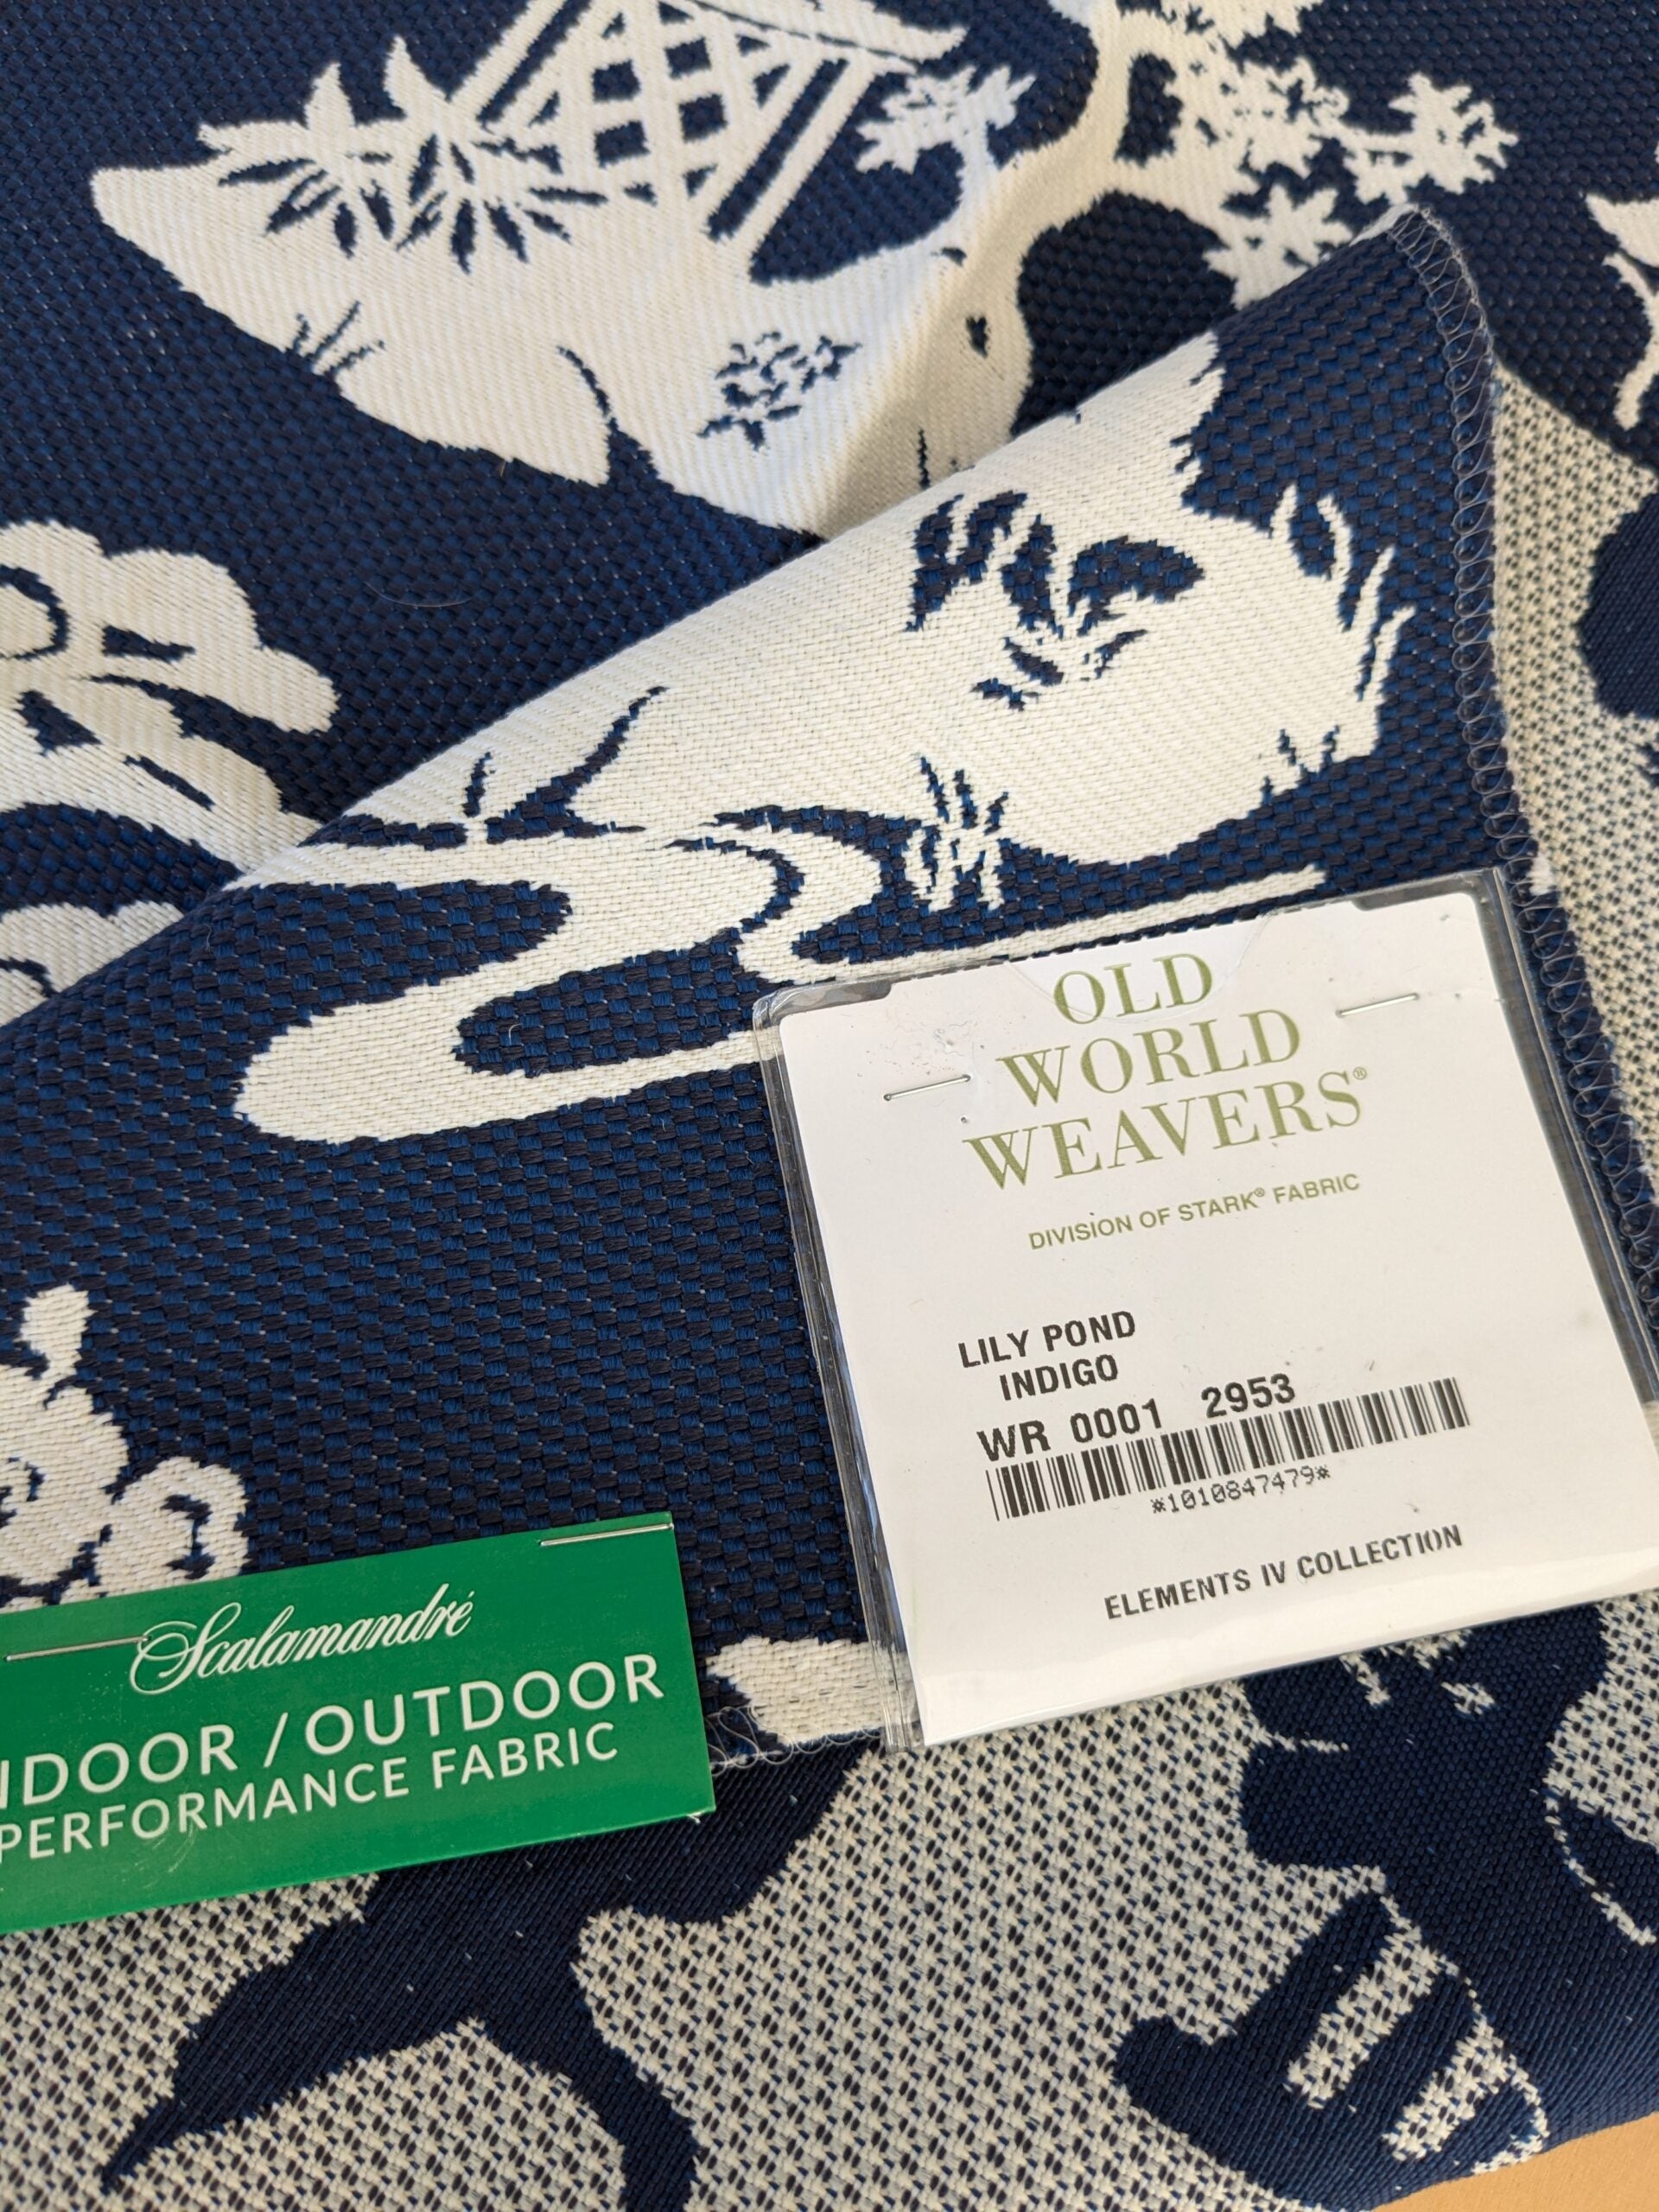 OLD
WORLD
WEAVERS®
DIVISION OF STARK® FABRIC
LILY POND
INDIGO
WR 0001 2953
*1010847479*
ELEMENTS IV COLLECTION
Scalamandré
NDOOR / OUTDOOR
PERFORMANCE FABRIC